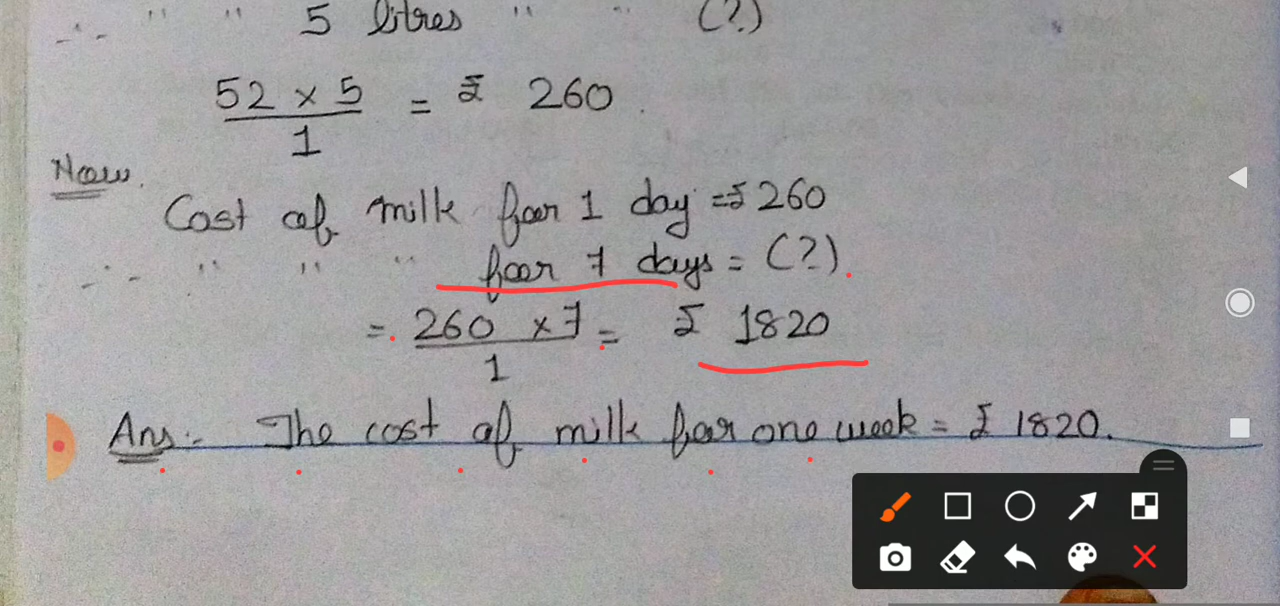 " " 5 litres " " (?)
52 × 5 / 1 = ₹ 260.
Now.
Cost of milk for 1 day = ₹ 260
" " " for 7 days = (?).
= 260 × 7 / 1 = ₹ 1820
Ans:- The cost of milk for one week = ₹ 1820.